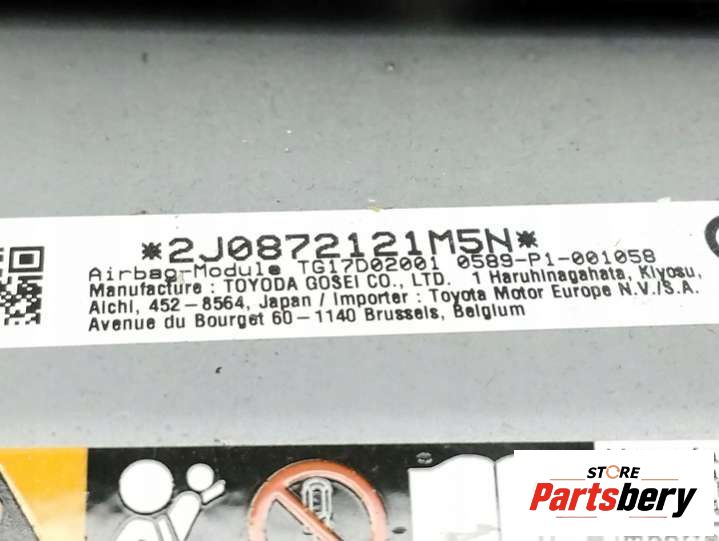 *2J0872121M5N*
Airbag-Module TG17D02001 0589-P1-001058
Manufacture : TOYODA GOSEI CO., LTD. 1 Haruhinagahata, Kiyosu,
Aichi, 452-8564, Japan / Importer : Toyota Motor Europe N.V./S.A.
Avenue du Bourget 60-1140 Brussels, Belgium
STORE
Partsbery